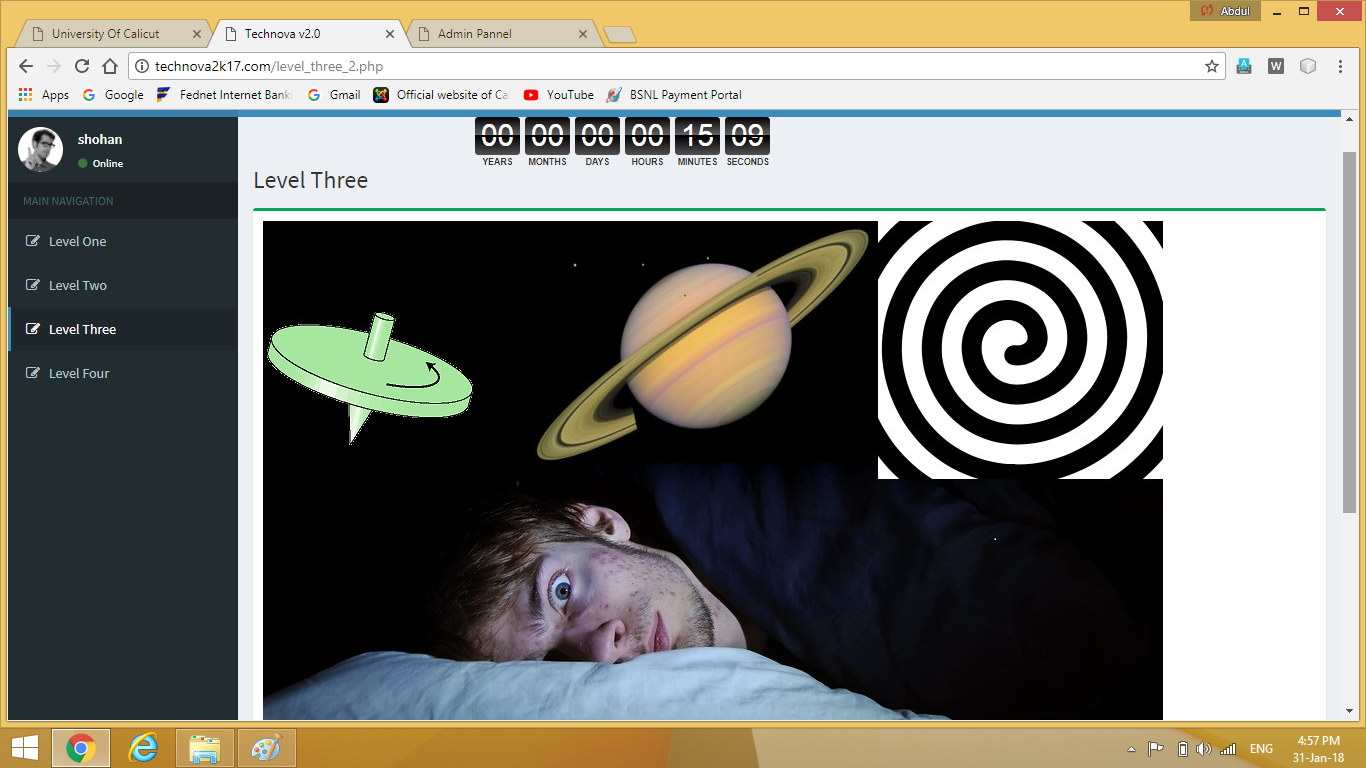 Abdul
University Of Calicut
Technova v2.0
Admin Pannel
technova2k17.com/level_three_2.php
Apps
Google
Fednet Internet Bank
Gmail
Official website of Ca
YouTube
BSNL Payment Portal
shohan
Online
00 00 00 00 15 09
YEARS MONTHS DAYS HOURS MINUTES SECONDS
Level Three
MAIN NAVIGATION
Level One
Level Two
Level Three
Level Four
ENG
4:57 PM
31-Jan-18